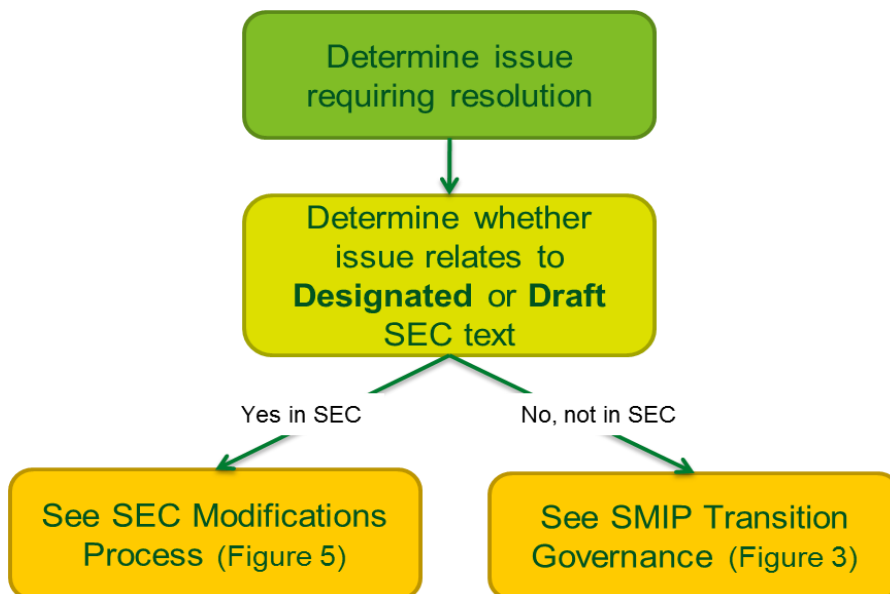 Determine issue
requiring resolution
Determine whether
issue relates to
Designated or Draft
SEC text
Yes in SEC
No, not in SEC
See SEC Modifications
Process (Figure 5)
See SMIP Transition
Governance (Figure 3)